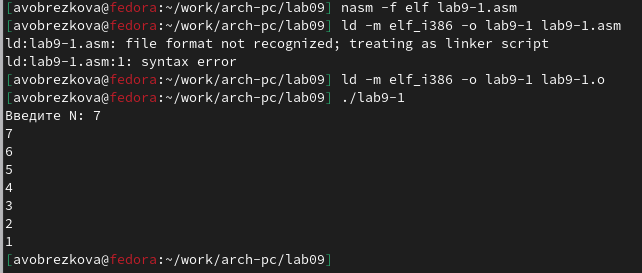 [avobrezkova@fedora:~/work/arch-pc/lab09] nasm -f elf lab9-1.asm
[avobrezkova@fedora:~/work/arch-pc/lab09] ld -m elf_i386 -o lab9-1 lab9-1.asm
ld:lab9-1.asm: file format not recognized; treating as linker script
ld:lab9-1.asm:1: syntax error
[avobrezkova@fedora:~/work/arch-pc/lab09] ld -m elf_i386 -o lab9-1 lab9-1.o
[avobrezkova@fedora:~/work/arch-pc/lab09] ./lab9-1
Введите N: 7
7
6
5
4
3
2
1
[avobrezkova@fedora:~/work/arch-pc/lab09]